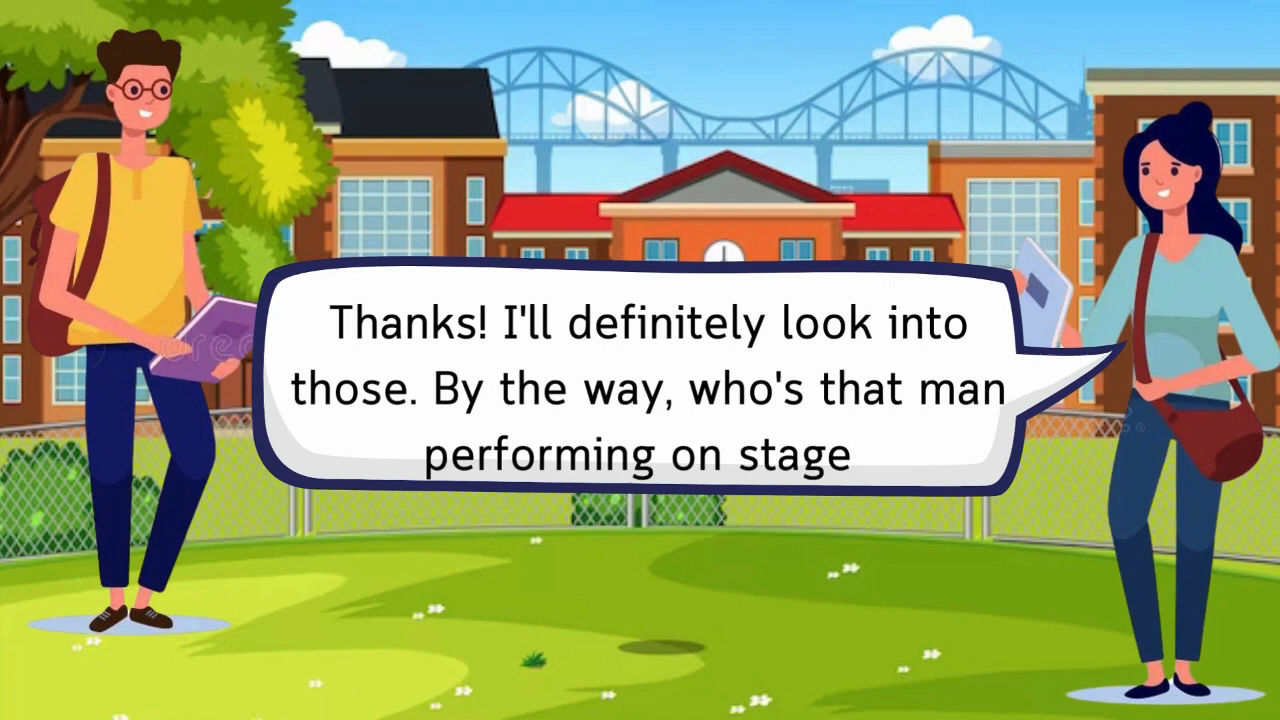 Thanks! I'll definitely look into
those. By the way, who's that man
performing on stage